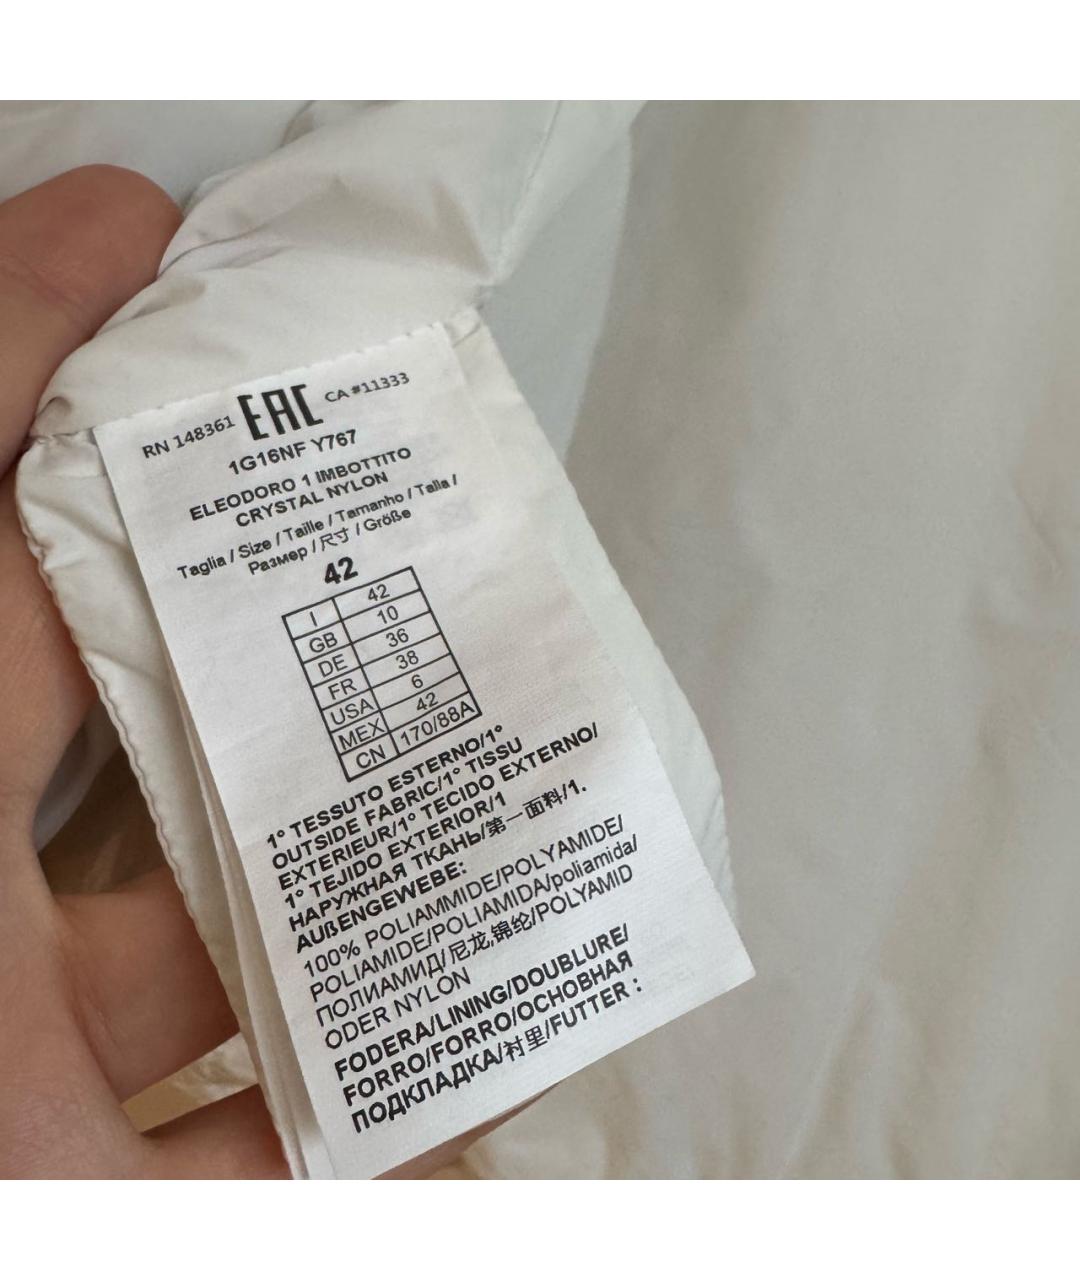 RN 148361 EAC CA #11333
1G16NF Y767
ELEODORO 1 IMBOTTITO
CRYSTAL NYLON
Taglia / Size / Taille / Tamanho / Talla /
Размер / 尺寸 / Größe
42
I 42
GB 10
DE 36
FR 38
USA 6
MEX 42
CN 170/88A
1° TESSUTO ESTERNO/1°
OUTSIDE FABRIC/1° TISSU
EXTERIEUR/1° TECIDO EXTERNO/
1° TEJIDO EXTERIOR/1
НАРУЖНАЯ ТКАНЬ/第一面料/1.
AUßENGEWEBE:
100% POLIAMMIDE/POLYAMIDE/
POLIAMIDE/POLIAMIDA/poliamida/
ПОЛИАМИД/尼龙,锦纶/POLYAMID
ODER NYLON
FODERA/LINING/DOUBLURE/
FORRO/FORRO/ОСНОВНАЯ
ПОДКЛАДКА/衬里/FUTTER :